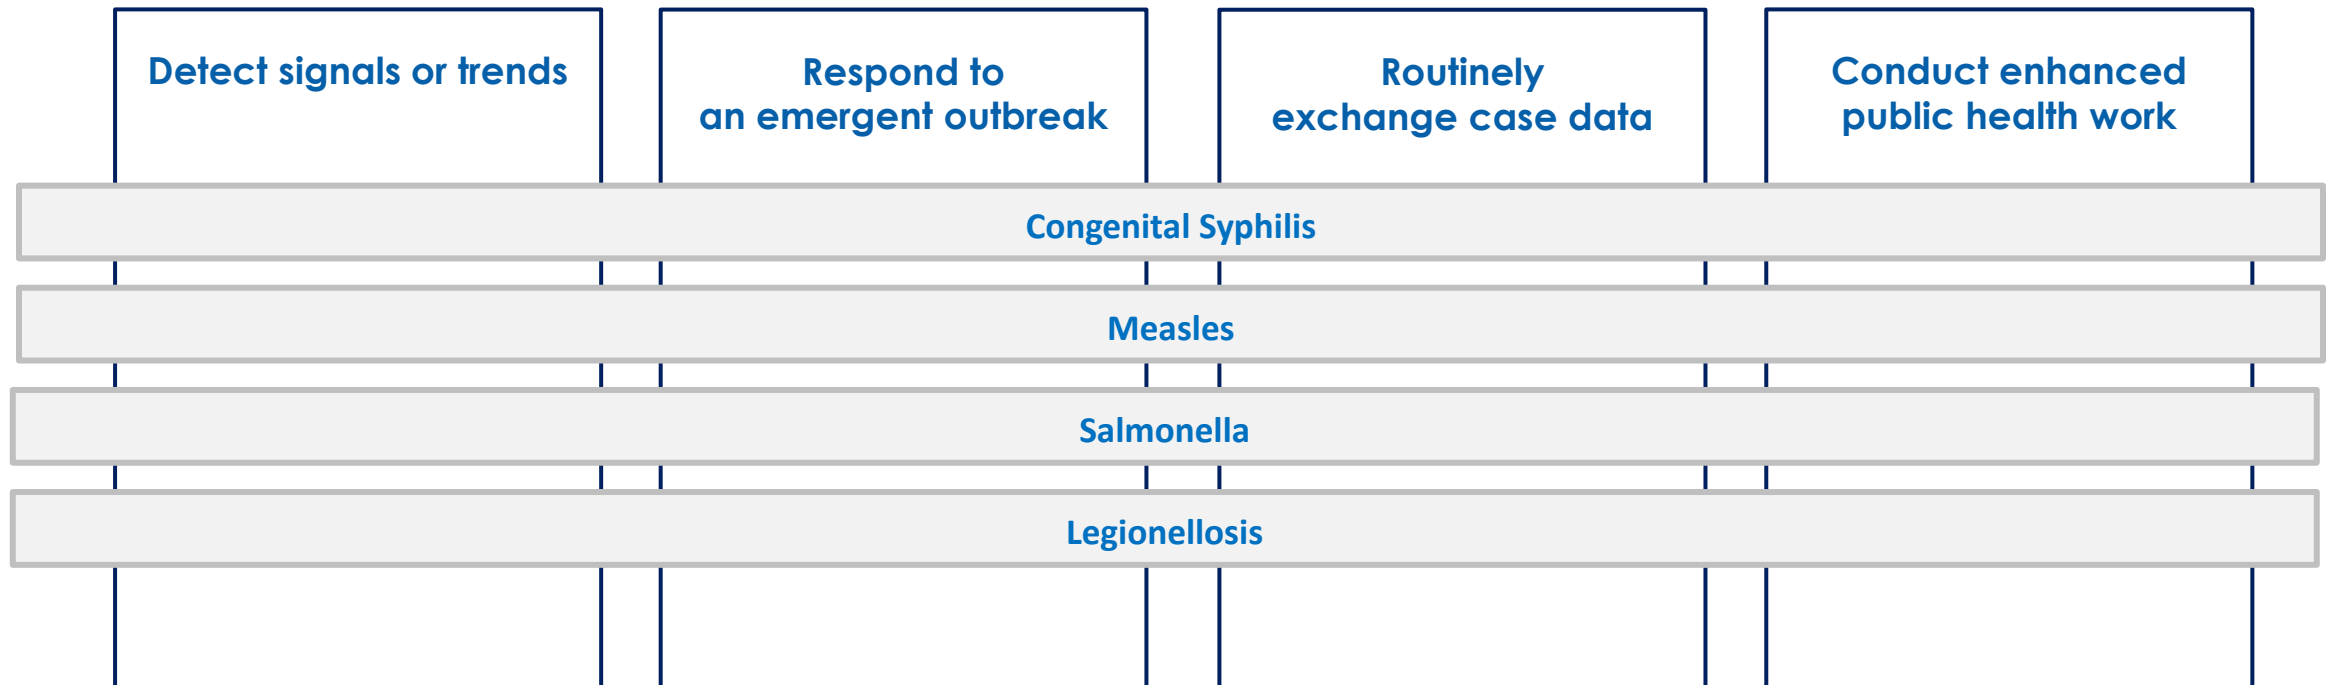 Detect signals or trends
Respond to
an emergent outbreak
Routinely
exchange case data
Conduct enhanced
public health work
Congenital Syphilis
Measles
Salmonella
Legionellosis